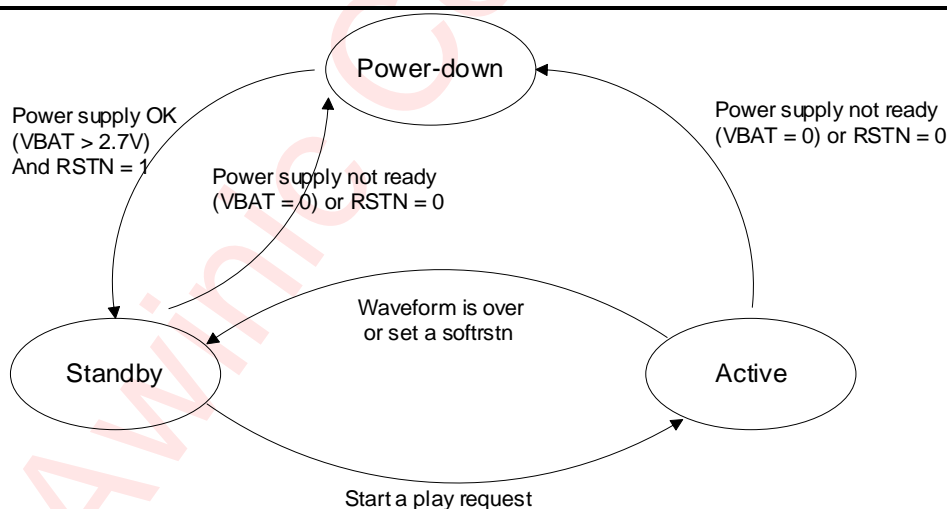 Power-down
Power supply OK
(VBAT > 2.7V)
And RSTN = 1
Power supply not ready
(VBAT = 0) or RSTN = 0
Power supply not ready
(VBAT = 0) or RSTN = 0
Waveform is over
or set a softrstn
Standby
Active
Start a play request
Awinic Co